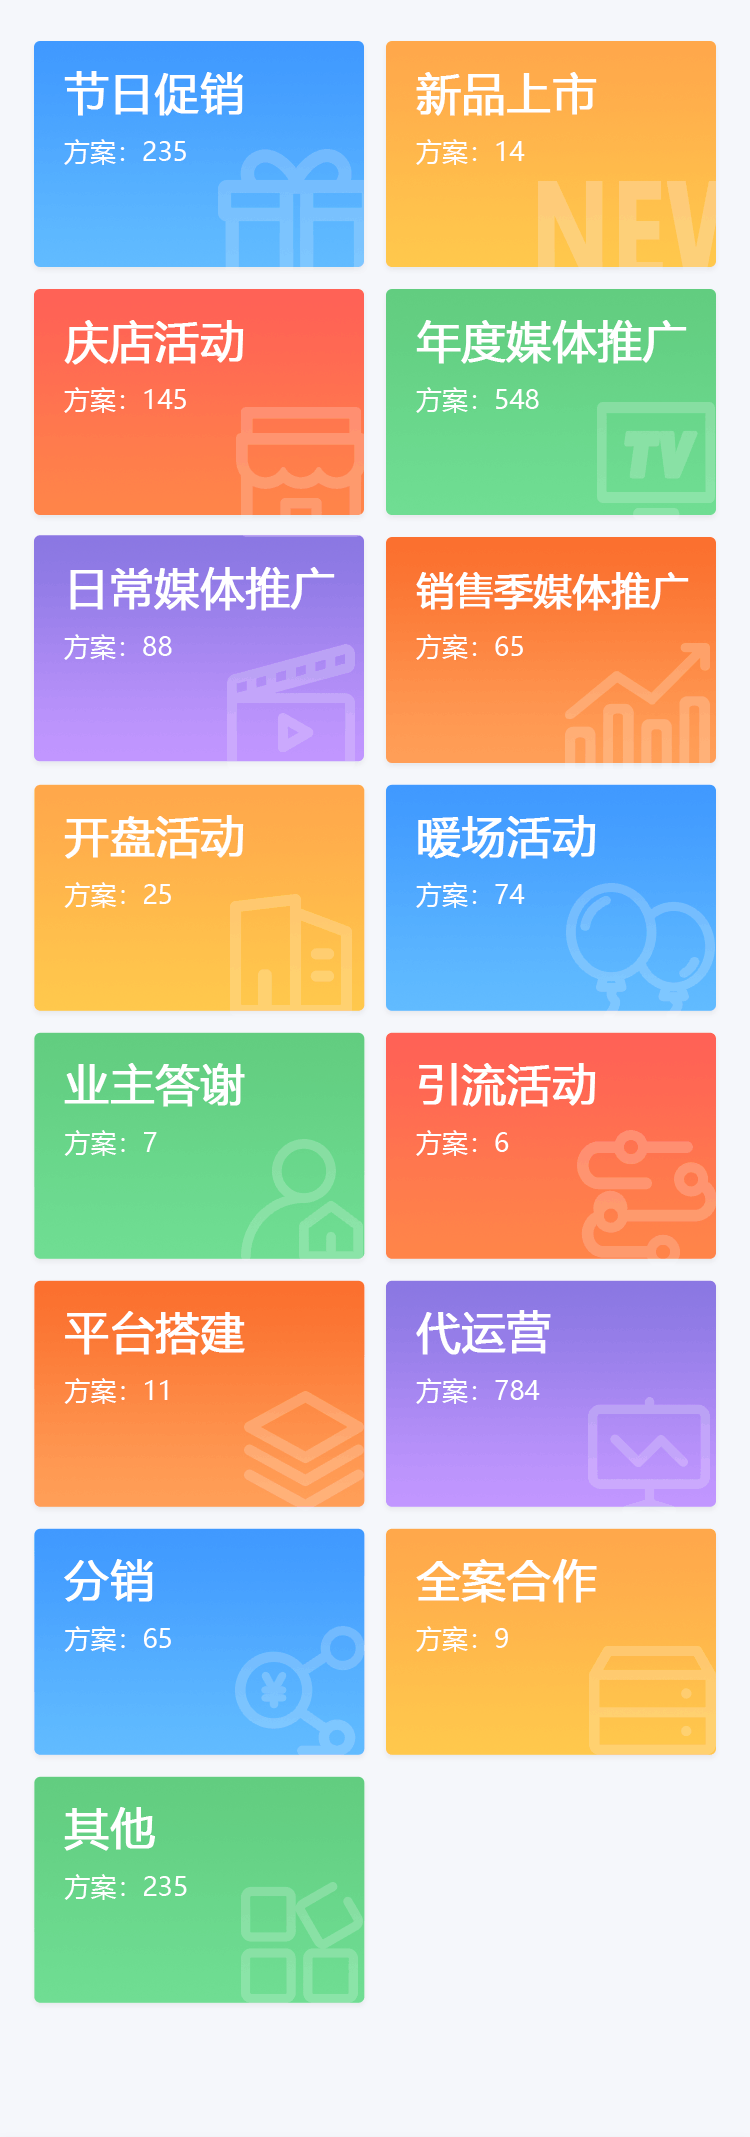 节日促销
方案：235
新品上市
方案：14
NEW
庆店活动
方案：145
年度媒体推广
方案：548
TV
日常媒体推广
方案：88
销售季媒体推广
方案：65
开盘活动
方案：25
暖场活动
方案：74
业主答谢
方案：7
引流活动
方案：6
平台搭建
方案：11
代运营
方案：784
分销
方案：65
¥
全案合作
方案：9
其他
方案：235